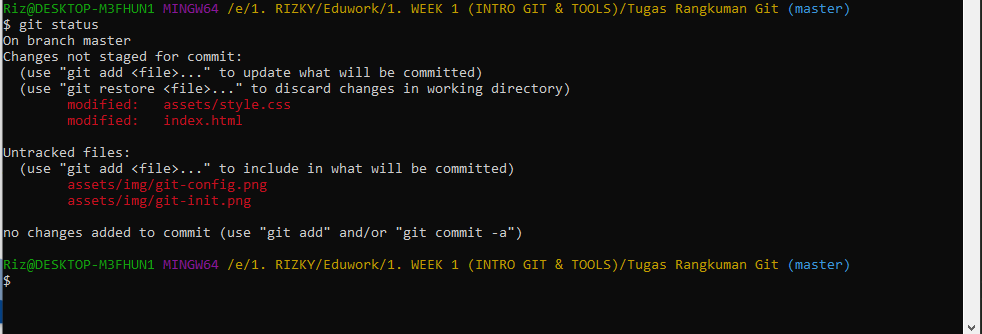 Riz@DESKTOP-M3FHUN1 MINGW64 /e/1. RIZKY/Eduwork/1. WEEK 1 (INTRO GIT & TOOLS)/Tugas Rangkuman Git (master)
$ git status
On branch master
Changes not staged for commit:
  (use "git add <file>..." to update what will be committed)
  (use "git restore <file>..." to discard changes in working directory)
        modified:   assets/style.css
        modified:   index.html

Untracked files:
  (use "git add <file>..." to include in what will be committed)
        assets/img/git-config.png
        assets/img/git-init.png

no changes added to commit (use "git add" and/or "git commit -a")

Riz@DESKTOP-M3FHUN1 MINGW64 /e/1. RIZKY/Eduwork/1. WEEK 1 (INTRO GIT & TOOLS)/Tugas Rangkuman Git (master)
$